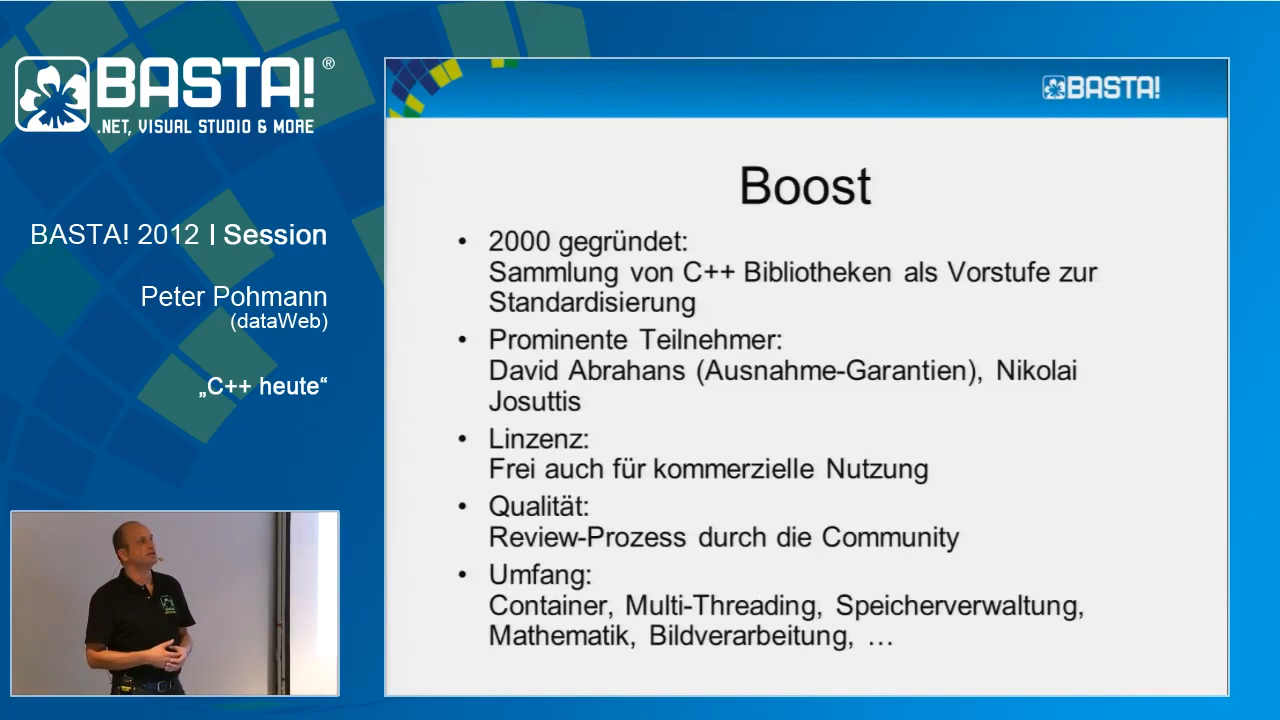 BASTA!®
.NET, VISUAL STUDIO & MORE
BASTA! 2012 | Session
Peter Pohmann
(dataWeb)
„C++ heute“
BASTA!
Boost
• 2000 gegründet:
Sammlung von C++ Bibliotheken als Vorstufe zur
Standardisierung
• Prominente Teilnehmer:
David Abrahans (Ausnahme-Garantien), Nikolai
Josuttis
• Linzenz:
Frei auch für kommerzielle Nutzung
• Qualität:
Review-Prozess durch die Community
• Umfang:
Container, Multi-Threading, Speicherverwaltung,
Mathematik, Bildverarbeitung, …